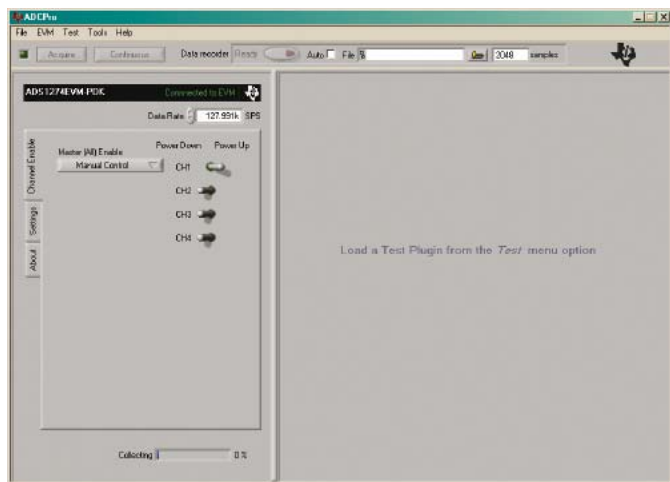 ADCPro
File EVM Test Tools Help
Acquire Continuous Data recorder Ready Auto File % 2048 samples
ADS1274EVM-PDK Connected to EVM
Data Rate 127.991k SPS
Channel Enable
Settings
About
Master (All) Enable Power Down Power Up
Manual Control CH1
CH2
CH3
CH4
Load a Test Plugin from the Test menu option
Collecting 0 %